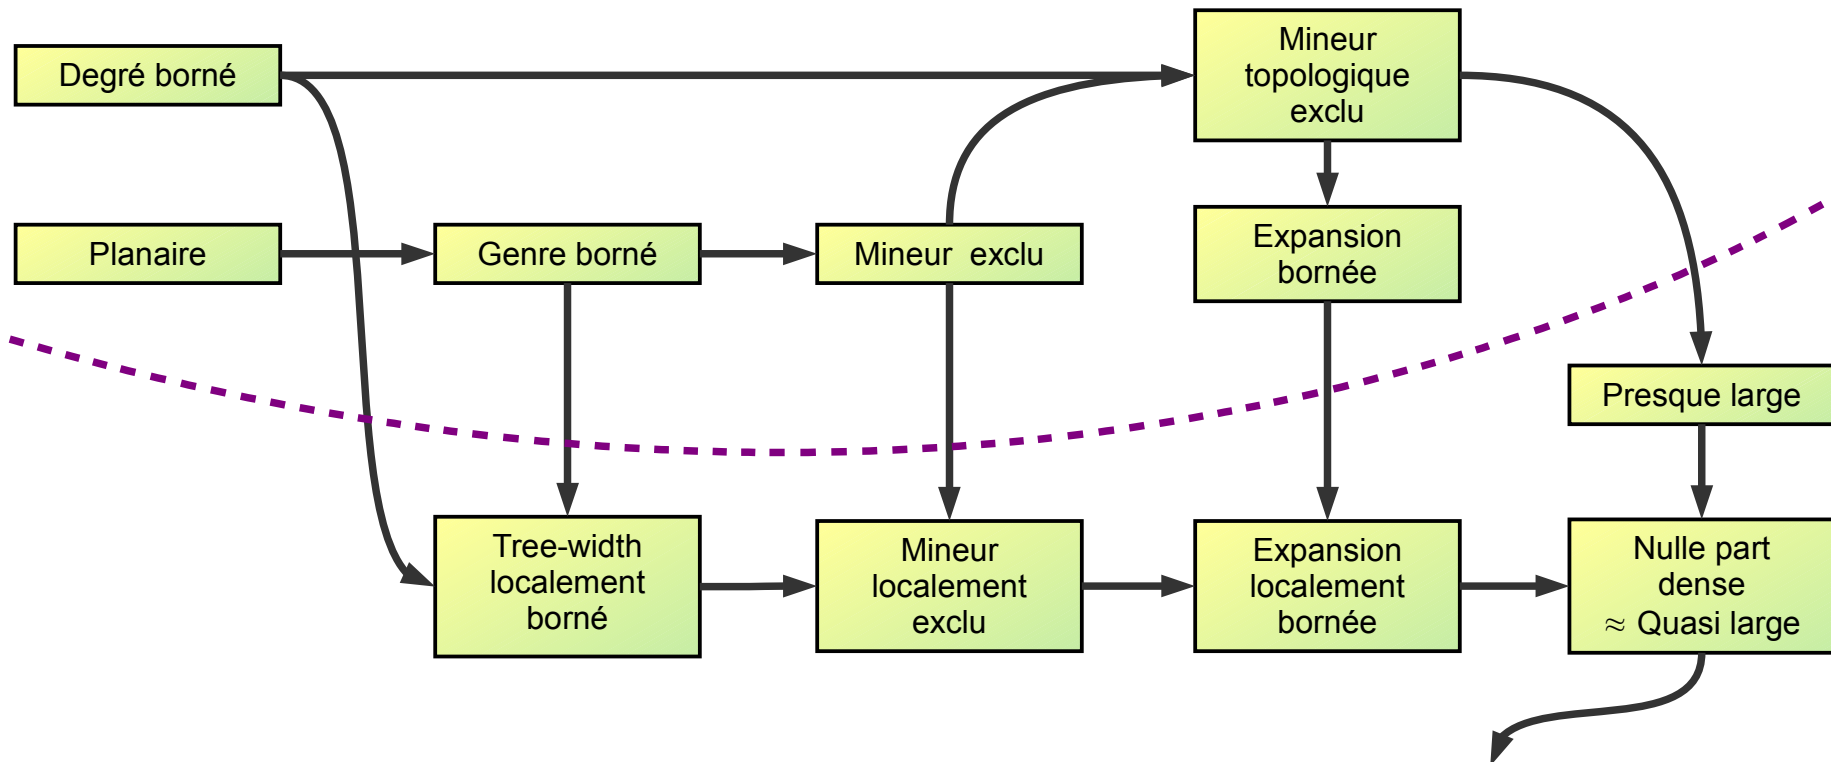 Degré borné
Mineur
topologique
exclu
Planaire
Genre borné
Mineur exclu
Expansion
bornée
Presque large
Tree-width
localement
borné
Mineur
localement
exclu
Expansion
localement
bornée
Nulle part
dense
≈ Quasi large